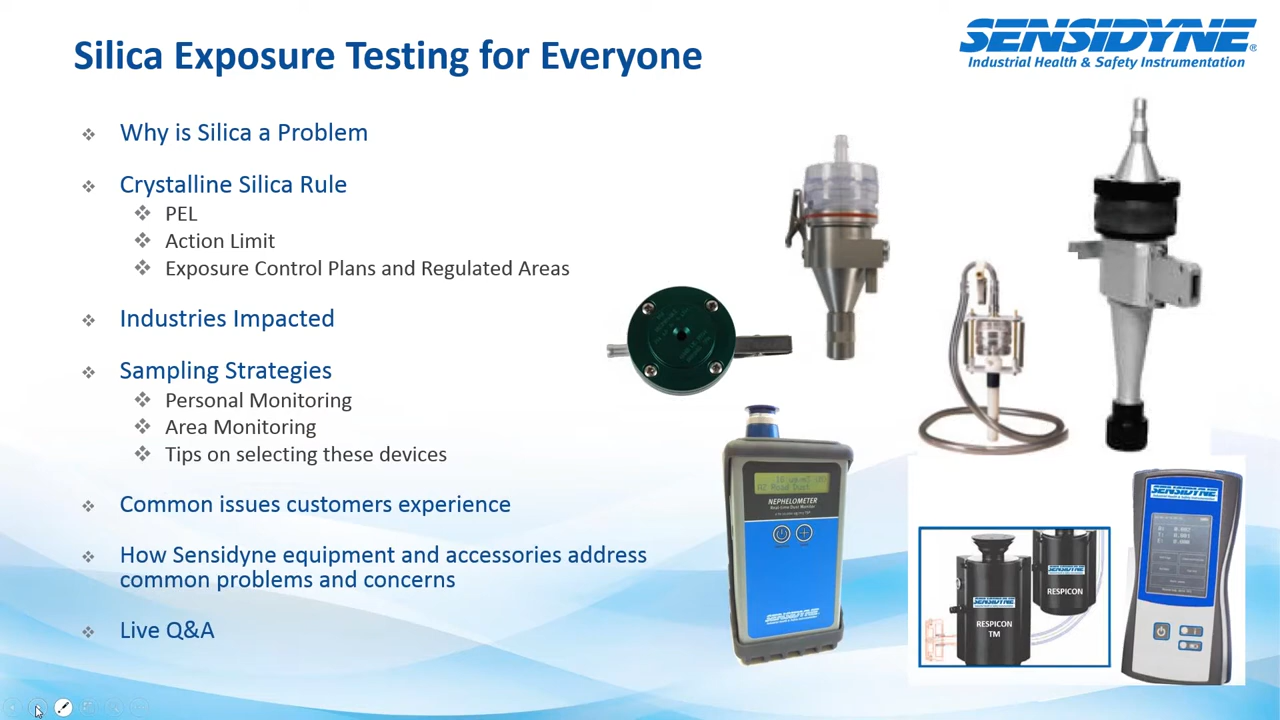 Silica Exposure Testing for Everyone
SENSIDYNE®
Industrial Health & Safety Instrumentation
Why is Silica a Problem
Crystalline Silica Rule
PEL
Action Limit
Exposure Control Plans and Regulated Areas
Industries Impacted
Sampling Strategies
Personal Monitoring
Area Monitoring
Tips on selecting these devices
Common issues customers experience
How Sensidyne equipment and accessories address
common problems and concerns
Live Q&A
NEPHELOMETER
SENSIDYNE
SENSIDYNE
RESPICON
TM
SENSIDYNE
RESPICON
SENSIDYNE